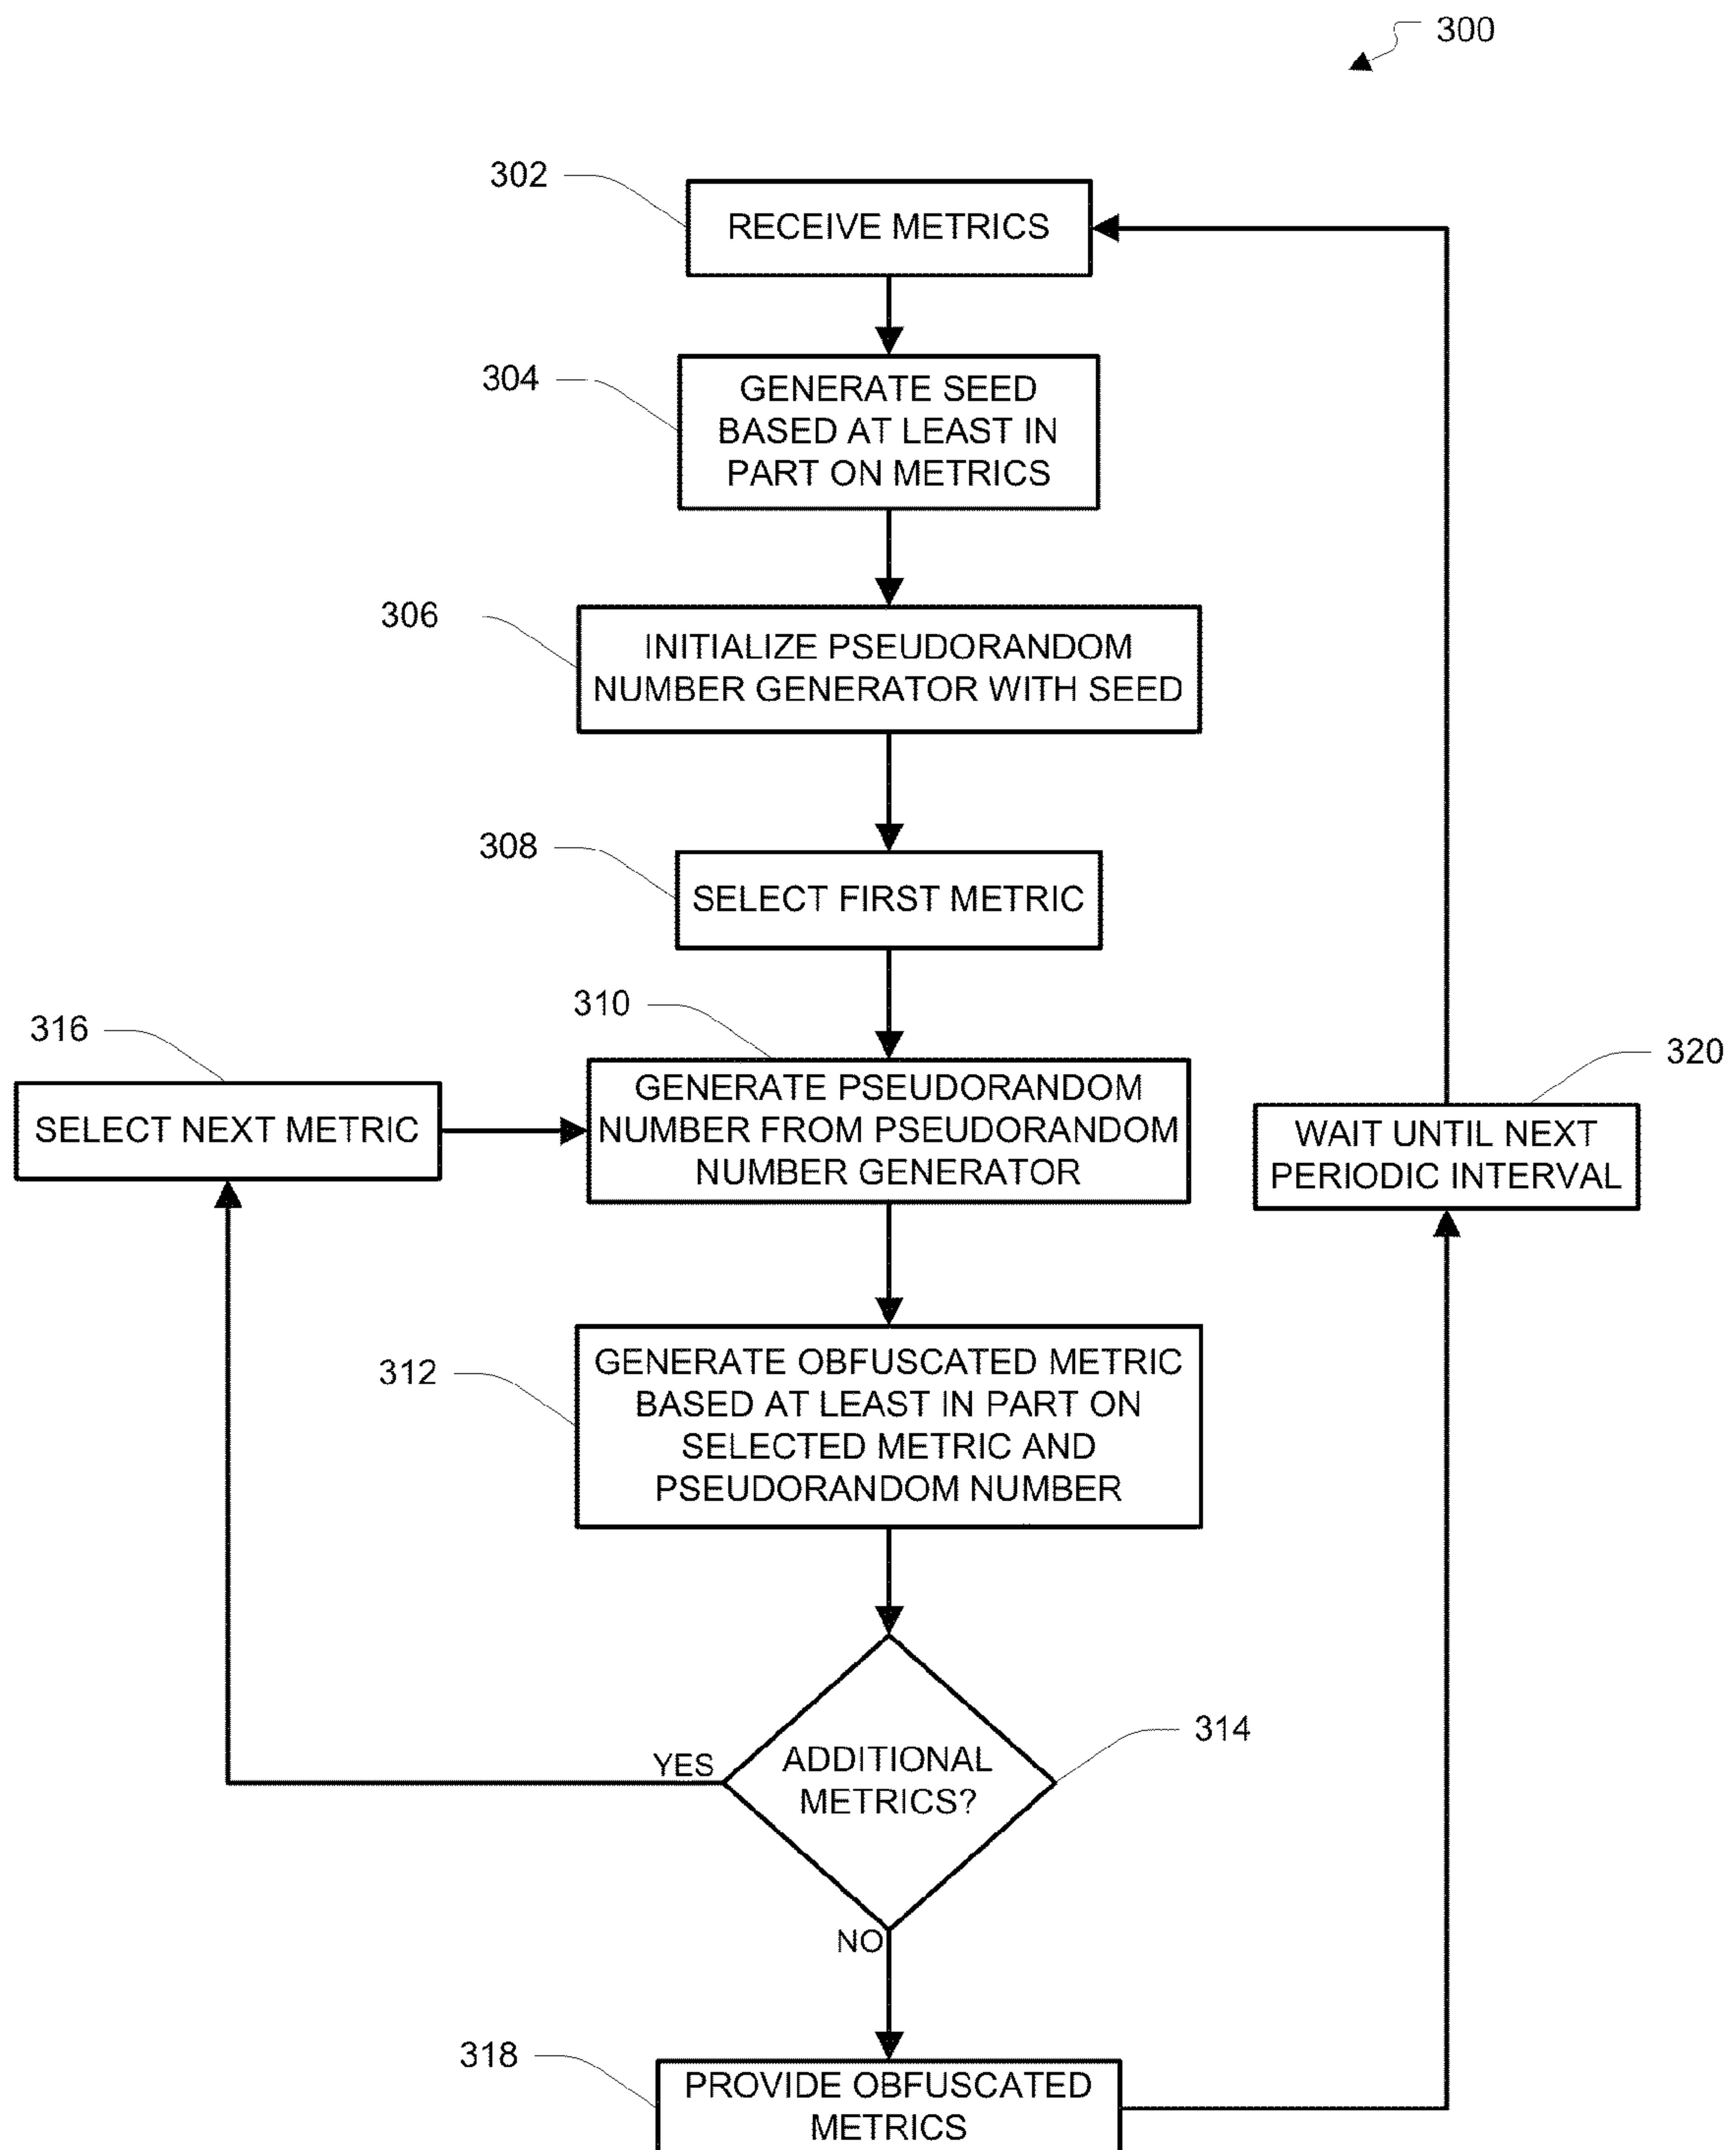 300
302
RECEIVE METRICS
304
GENERATE SEED
BASED AT LEAST IN
PART ON METRICS
306
INITIALIZE PSEUDORANDOM
NUMBER GENERATOR WITH SEED
308
SELECT FIRST METRIC
310
GENERATE PSEUDORANDOM
NUMBER FROM PSEUDORANDOM
NUMBER GENERATOR
316
SELECT NEXT METRIC
320
WAIT UNTIL NEXT
PERIODIC INTERVAL
312
GENERATE OBFUSCATED METRIC
BASED AT LEAST IN PART ON
SELECTED METRIC AND
PSEUDORANDOM NUMBER
314
ADDITIONAL
METRICS?
YES
NO
318
PROVIDE OBFUSCATED
METRICS